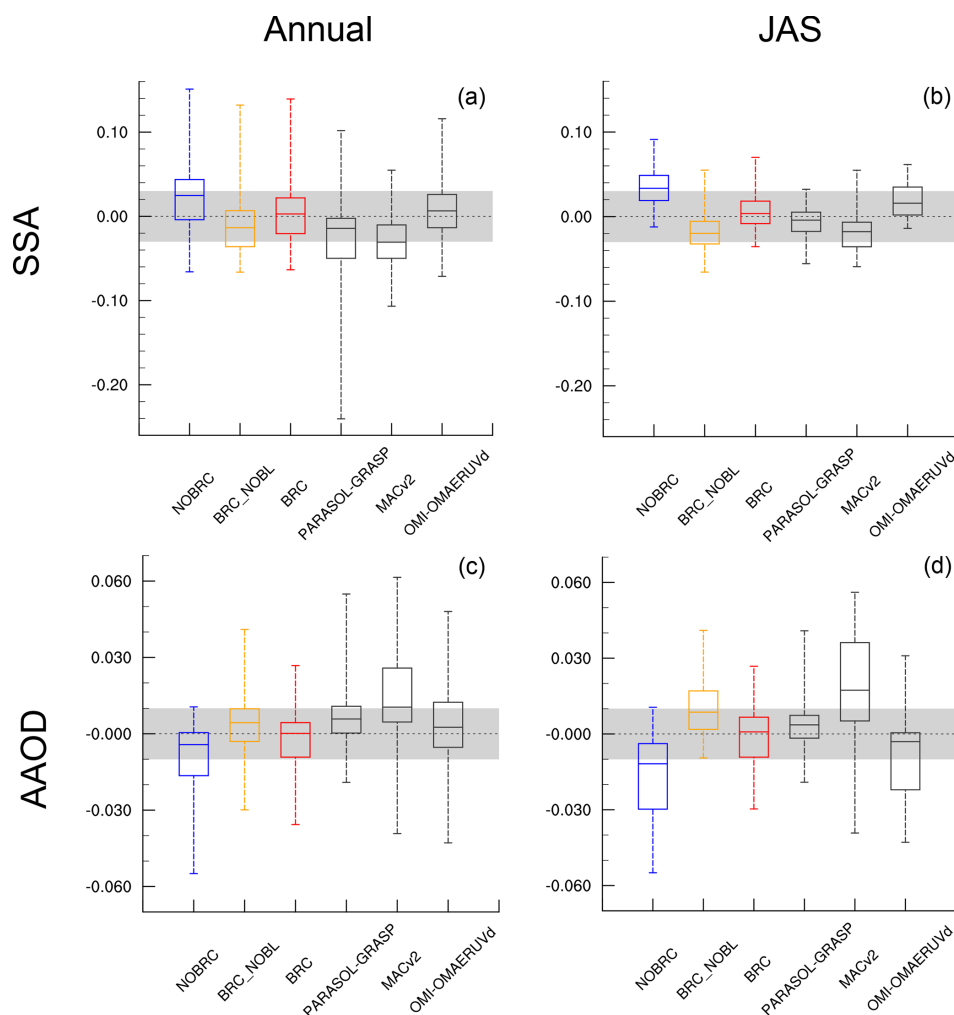 Annual JAS
SSA
(a)
0.10
0.00
-0.10
-0.20
NOBRC
BRC_NOBL
BRC
PARASOL-GRASP
MACv2
OMI-OMAERUVd
(b)
0.10
0.00
-0.10
-0.20
NOBRC
BRC_NOBL
BRC
PARASOL-GRASP
MACv2
OMI-OMAERUVd
AAOD
(c)
0.060
0.030
-0.000
-0.030
-0.060
NOBRC
BRC_NOBL
BRC
PARASOL-GRASP
MACv2
OMI-OMAERUVd
(d)
0.060
0.030
-0.000
-0.030
-0.060
NOBRC
BRC_NOBL
BRC
PARASOL-GRASP
MACv2
OMI-OMAERUVd